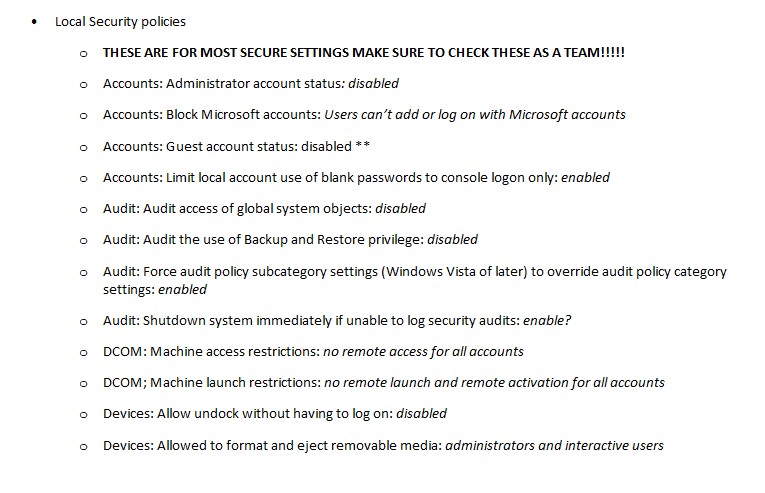 • Local Security policies
o THESE ARE FOR MOST SECURE SETTINGS MAKE SURE TO CHECK THESE AS A TEAM!!!!!
o Accounts: Administrator account status: disabled
o Accounts: Block Microsoft accounts: Users can't add or log on with Microsoft accounts
o Accounts: Guest account status: disabled **
o Accounts: Limit local account use of blank passwords to console logon only: enabled
o Audit: Audit access of global system objects: disabled
o Audit: Audit the use of Backup and Restore privilege: disabled
o Audit: Force audit policy subcategory settings (Windows Vista of later) to override audit policy category
settings: enabled
o Audit: Shutdown system immediately if unable to log security audits: enable?
o DCOM: Machine access restrictions: no remote access for all accounts
o DCOM; Machine launch restrictions: no remote launch and remote activation for all accounts
o Devices: Allow undock without having to log on: disabled
o Devices: Allowed to format and eject removable media: administrators and interactive users